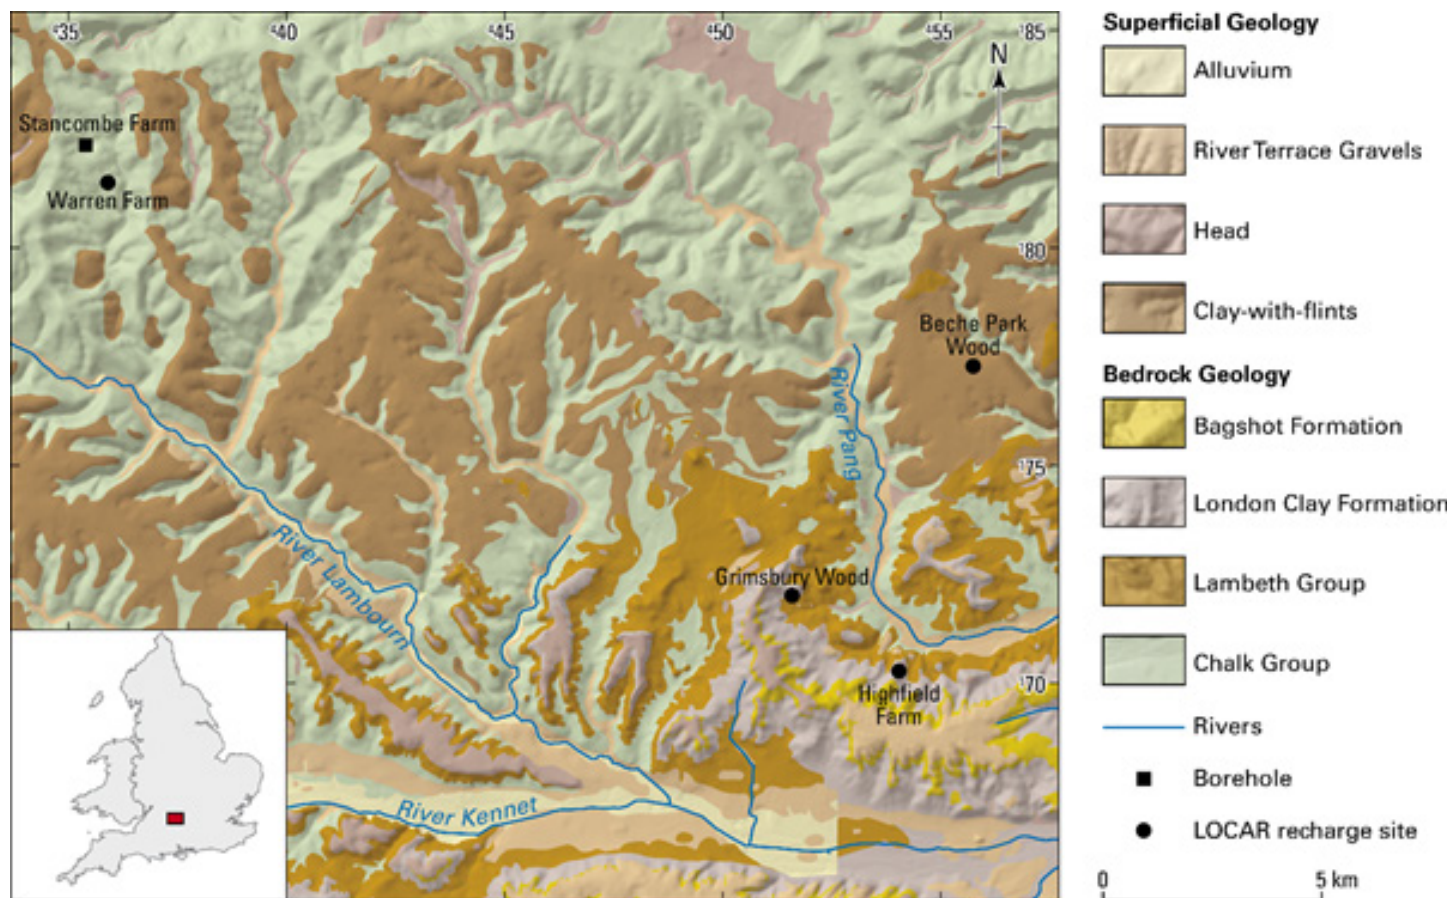 ⁴35
⁴40
⁴45
⁴50
⁴55
¹85
N
Stancombe Farm
Warren Farm
¹80
Beche Park
Wood
River Pang
¹75
River Lambourn
Grimsbury Wood
¹70
Highfield
Farm
River Kennet
Superficial Geology
Alluvium
River Terrace Gravels
Head
Clay-with-flints
Bedrock Geology
Bagshot Formation
London Clay Formation
Lambeth Group
Chalk Group
Rivers
Borehole
LOCAR recharge site
0
5 km